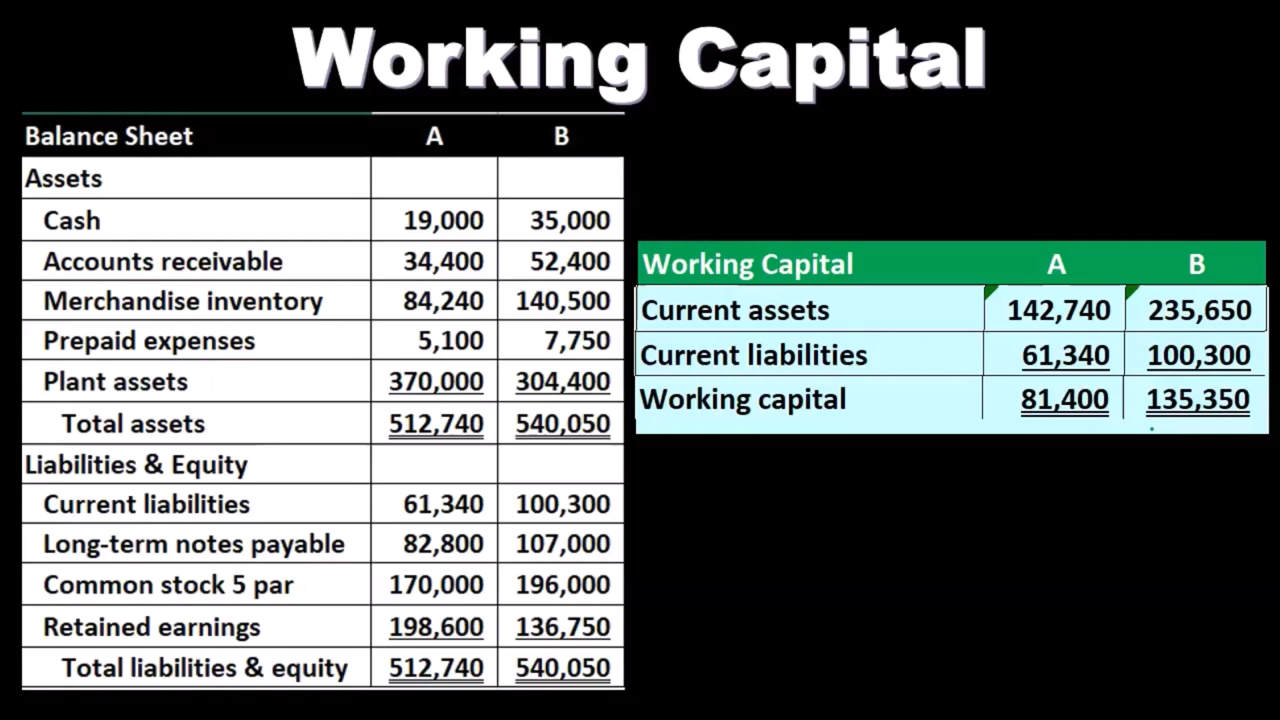 Working Capital
Balance Sheet A B
Assets
Cash 19,000 35,000
Accounts receivable 34,400 52,400
Merchandise inventory 84,240 140,500
Prepaid expenses 5,100 7,750
Plant assets 370,000 304,400
Total assets 512,740 540,050
Liabilities & Equity
Current liabilities 61,340 100,300
Long-term notes payable 82,800 107,000
Common stock 5 par 170,000 196,000
Retained earnings 198,600 136,750
Total liabilities & equity 512,740 540,050
Working Capital A B
Current assets 142,740 235,650
Current liabilities 61,340 100,300
Working capital 81,400 135,350